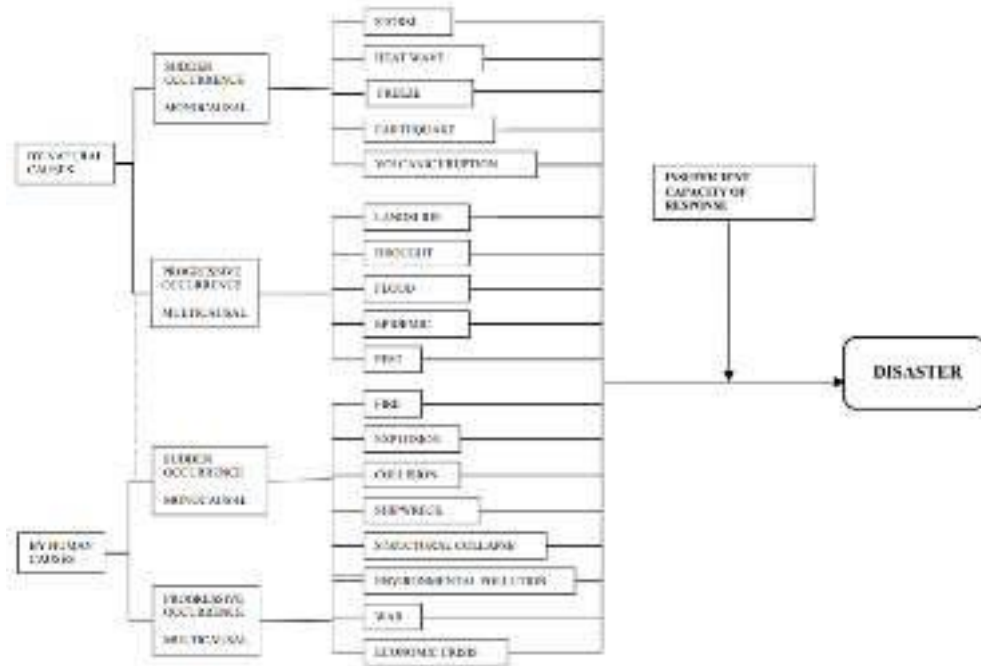 STORM
HEAT WAVE
SUDDEN
OCCURRENCE
MONOCAUSAL
FREEZE
EARTHQUAKE
BY NATURAL
CAUSES
VOLCANIC ERUPTION
INSUFFICIENT
CAPACITY OF
RESPONSE
LANDSLIDE
DROUGHT
PROGRESSIVE
OCCURRENCE
MULTICAUSAL
FLOOD
EPIDEMIC
PEST
DISASTER
FIRE
EXPLOSION
SUDDEN
OCCURRENCE
MONOCAUSAL
COLLISION
SHIPWRECK
BY HUMAN
CAUSES
STRUCTURAL COLLAPSE
ENVIRONMENTAL POLLUTION
PROGRESSIVE
OCCURRENCE
MULTICAUSAL
WAR
ECONOMIC CRISIS